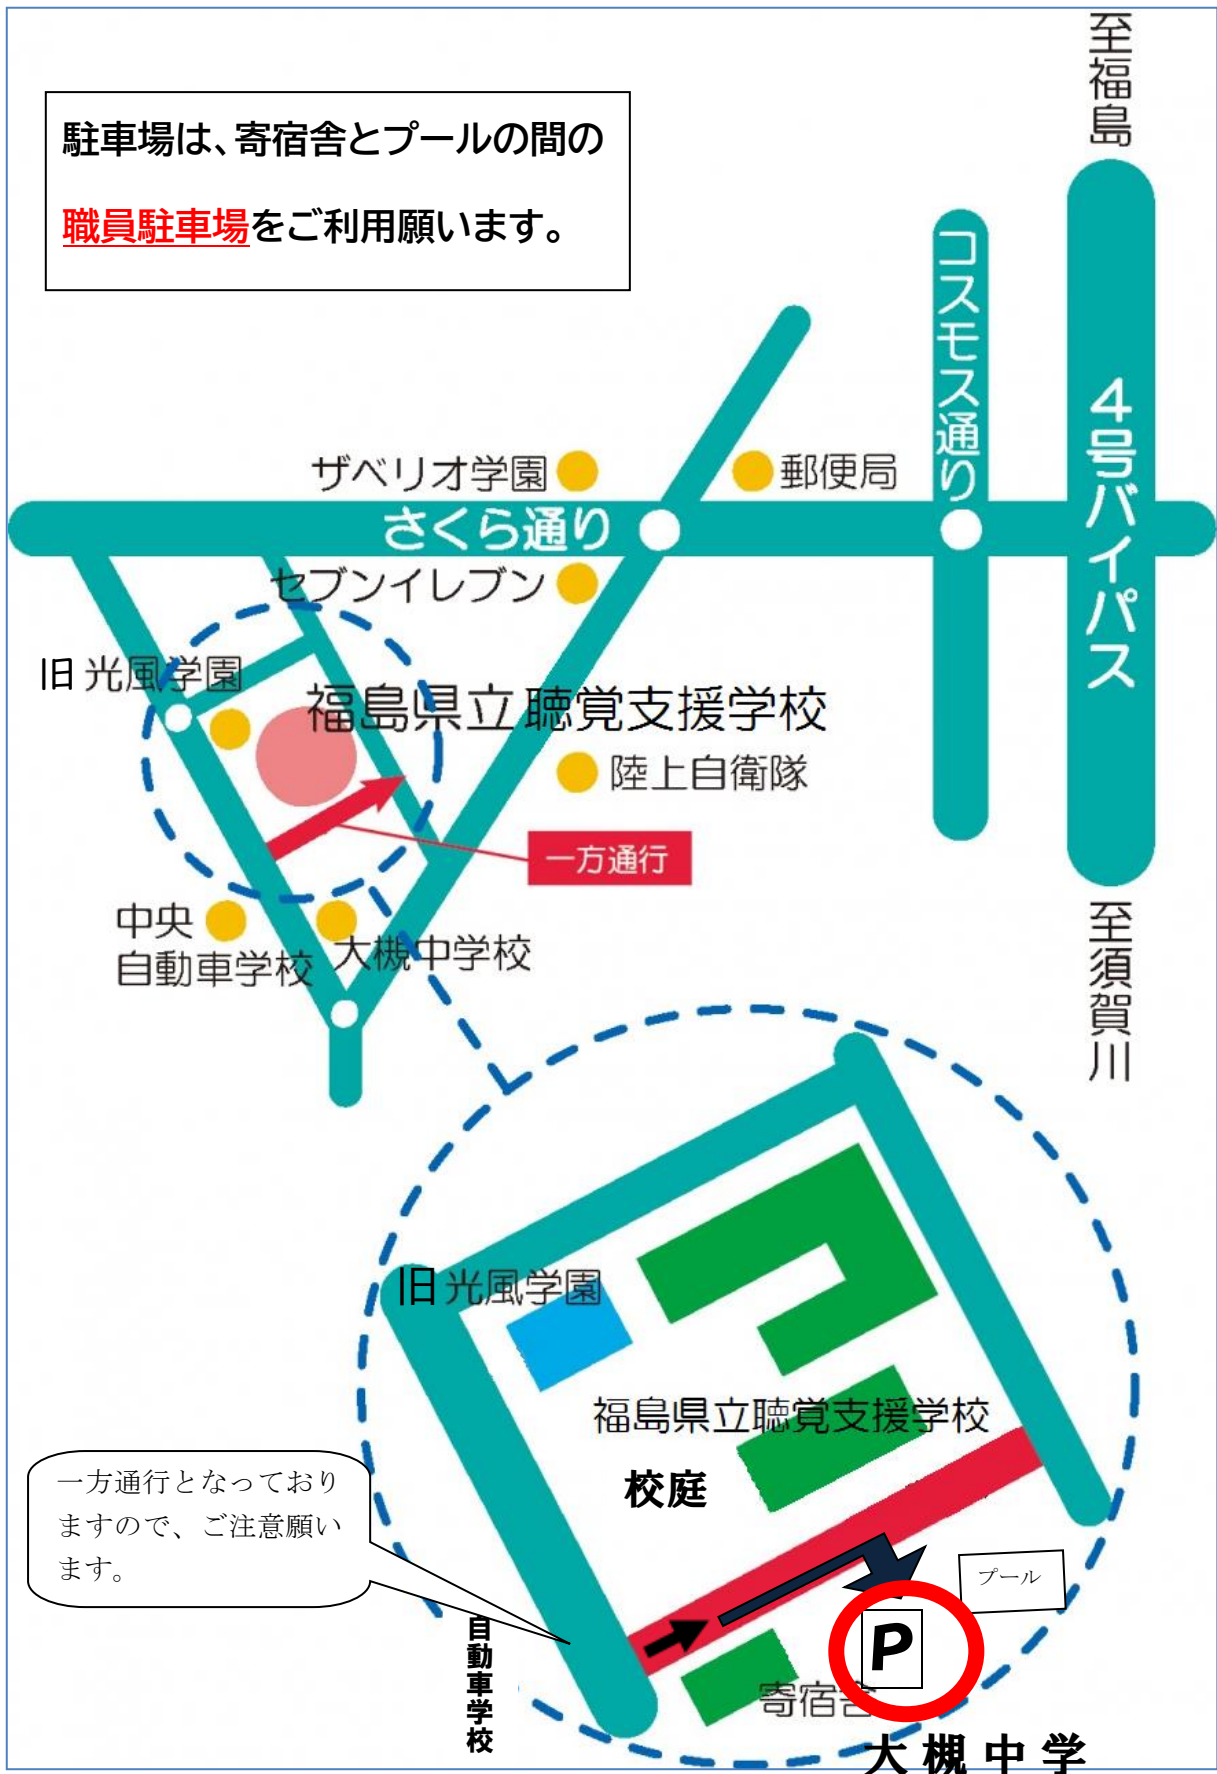 至福島
駐車場は、寄宿舎とプールの間の
職員駐車場をご利用願います。
コスモス通り
4号バイパス
ザベリオ学園
郵便局
さくら通り
セブンイレブン
旧 光風学園
福島県立 聴覚支援学校
陸上自衛隊
一方通行
中央
自動車学校
大槻中学校
至須賀川
旧 光風学園
福島県立聴覚支援学校
校庭
一方通行となっており
ますので、ご注意願い
ます。
プール
自動車学校
P
寄宿舎
大槻中学